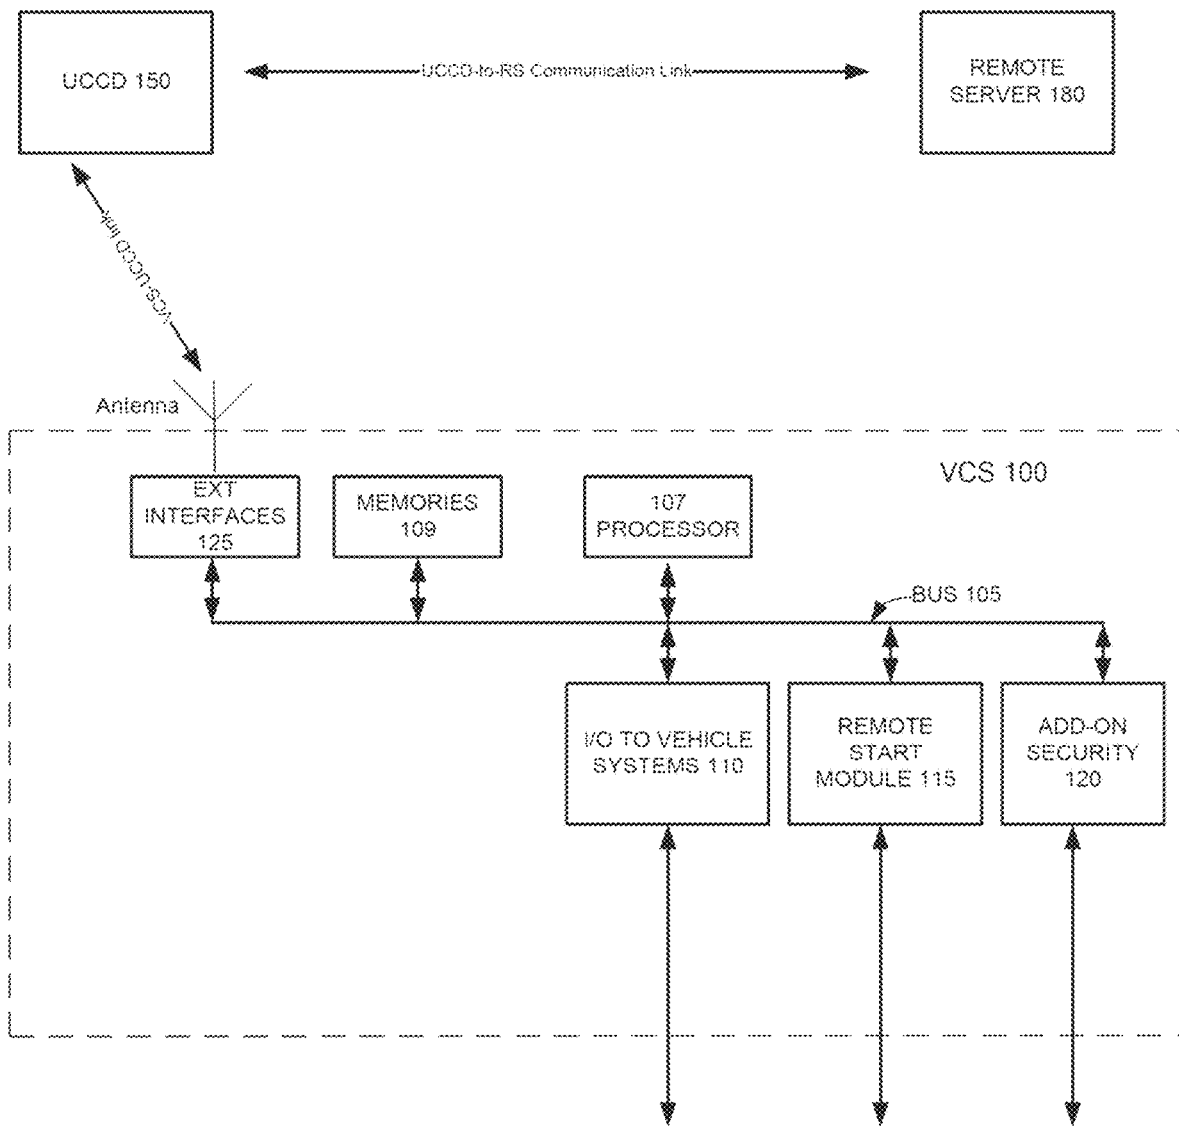 UCCD 150
UCCD-to-RS Communication Link
REMOTE
SERVER 180
VCS-UCCD link
Antenna
VCS 100
EXT
INTERFACES
125
MEMORIES
109
107
PROCESSOR
BUS 105
I/O TO VEHICLE
SYSTEMS 110
REMOTE
START
MODULE 115
ADD-ON
SECURITY
120